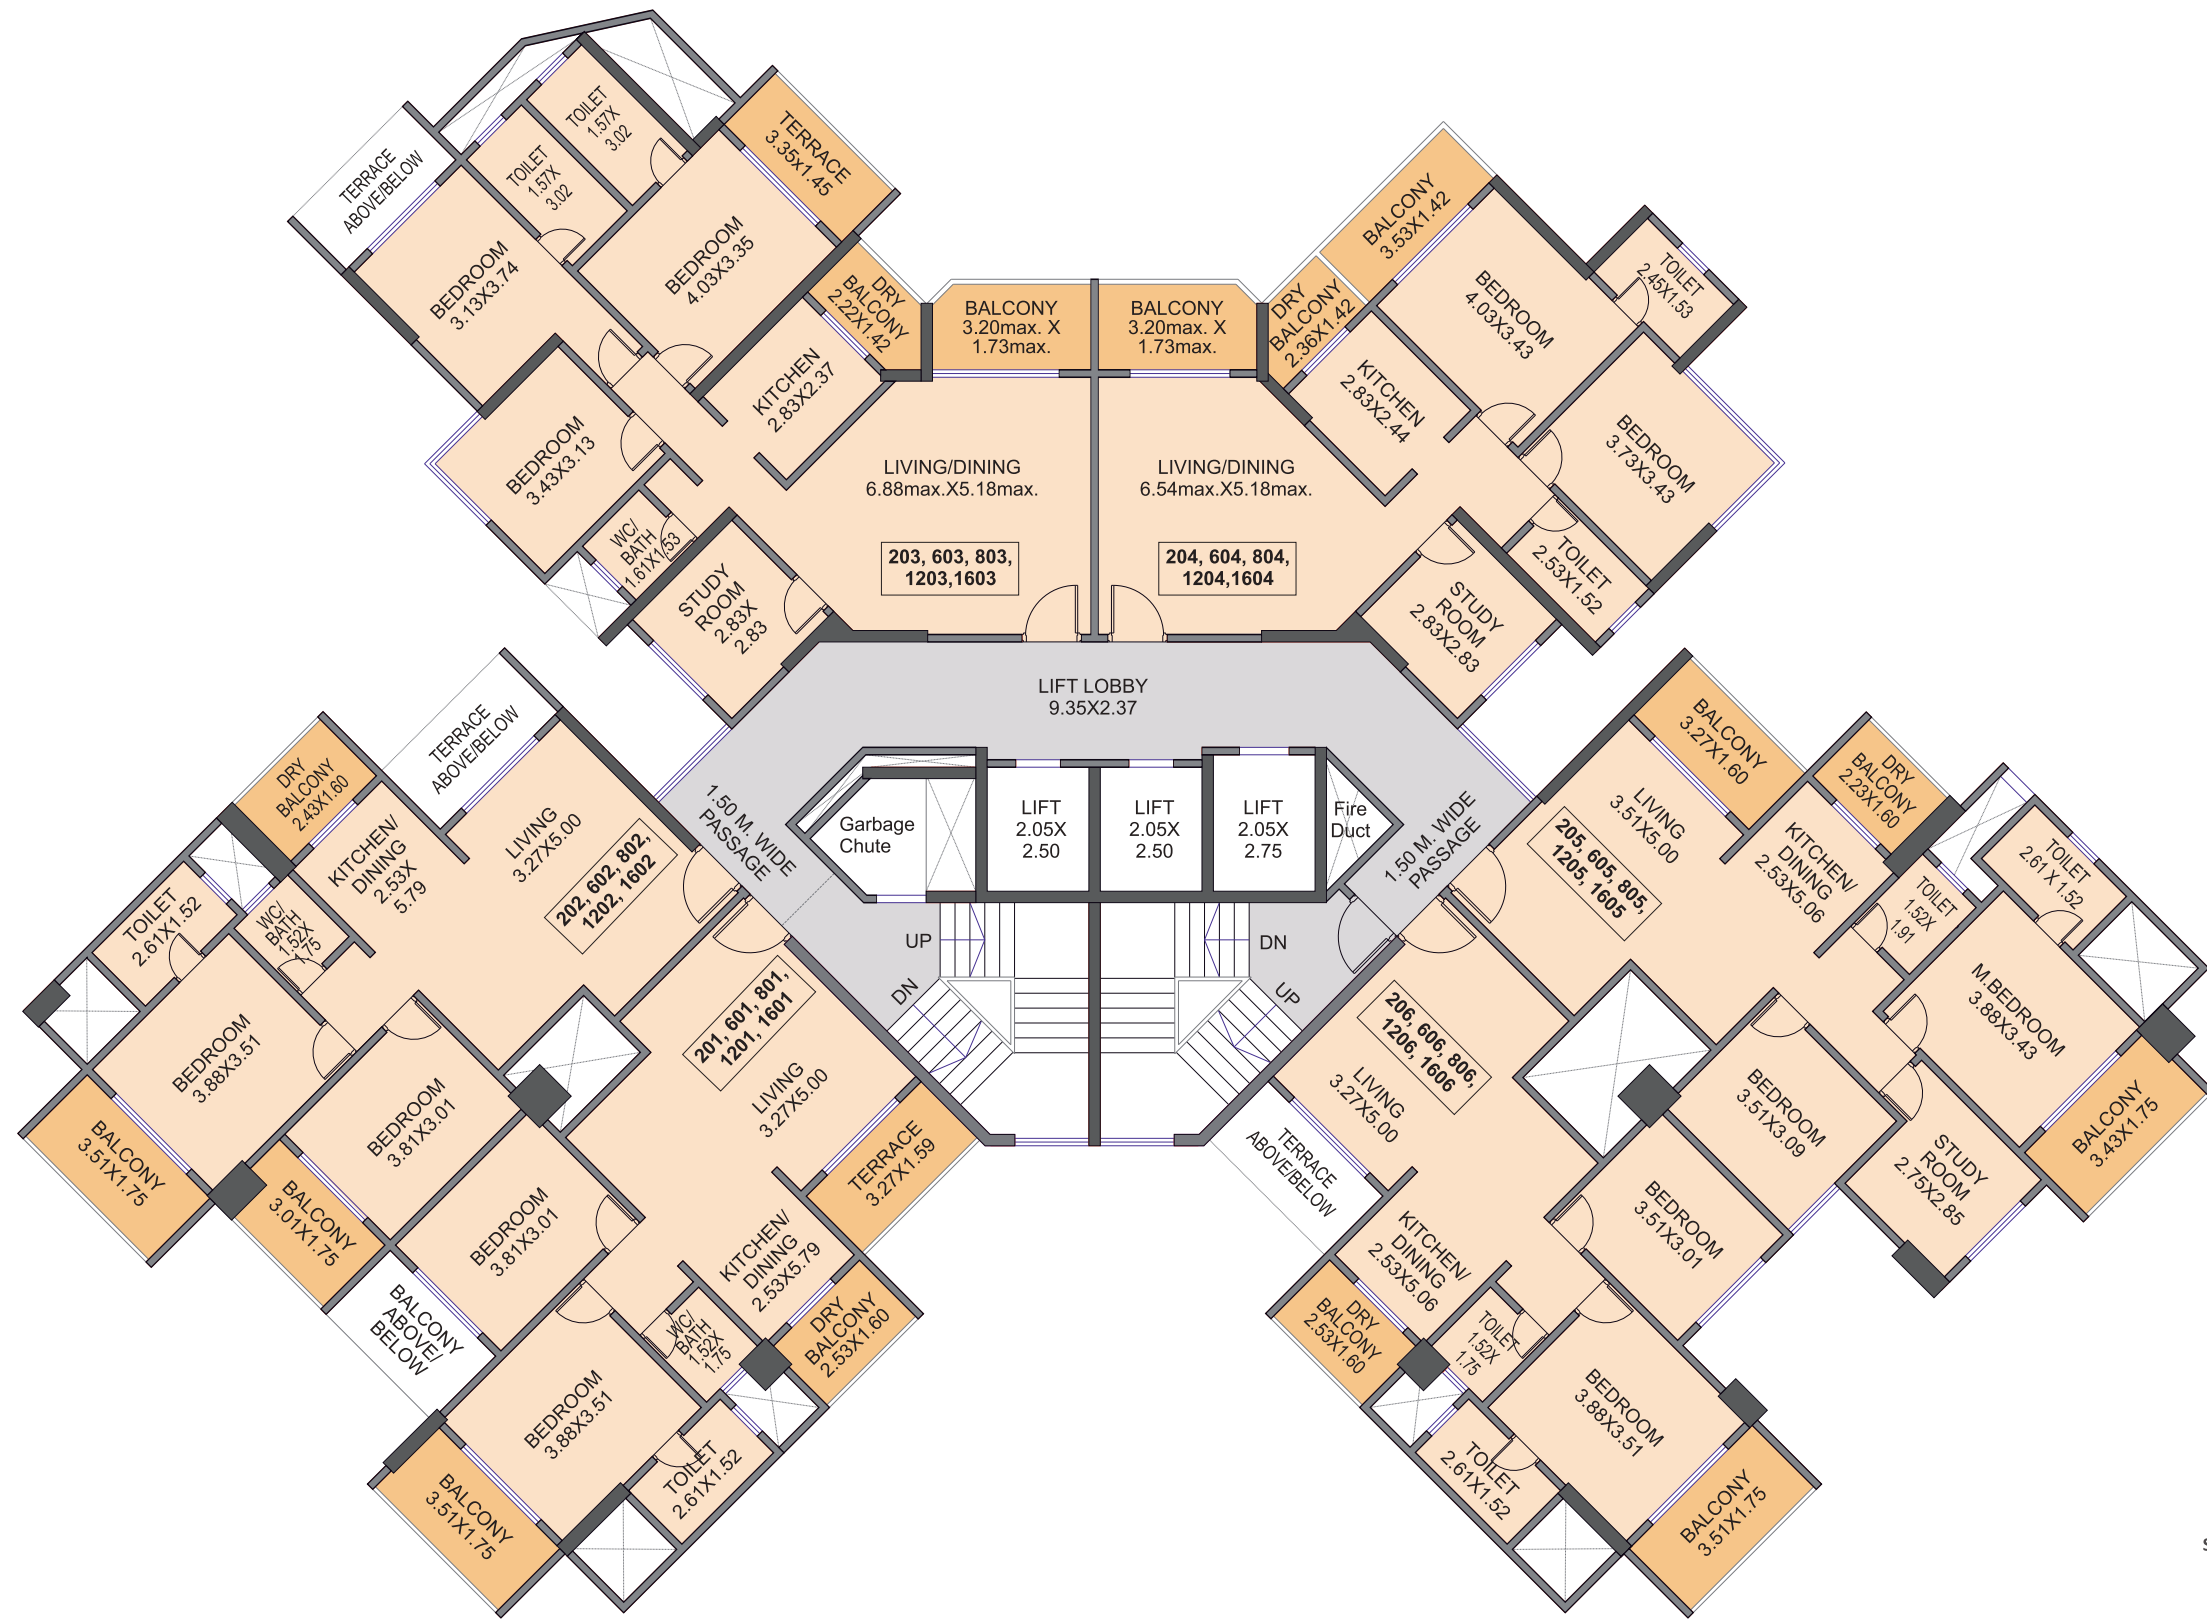 TOILET
1.57X
3.02
TOILET
1.57X
3.02
TERRACE
ABOVE/BELOW
TERRACE
3.35x1.45
BEDROOM
3.13X3.74
BEDROOM
4.03X3.35
DRY
BALCONY
2.22X1.42
KITCHEN
2.83X2.37
BEDROOM
3.43X3.13
WC/
BATH
1.61X1.53
STUDY
ROOM
2.83X
2.83
BALCONY
3.20max. X
1.73max.
LIVING/DINING
6.88max.X5.18max.
203, 603, 803,
1203,1603
BALCONY
3.20max. X
1.73max.
LIVING/DINING
6.54max.X5.18max.
204, 604, 804,
1204,1604
BALCONY
3.53X1.42
DRY
BALCONY
2.36X1.42
KITCHEN
2.83X2.44
BEDROOM
4.03X3.43
TOILET
2.45X1.53
BEDROOM
3.73X3.43
TOILET
2.53X1.52
STUDY
ROOM
2.83X2.83
LIFT LOBBY
9.35X2.37
1.50 M. WIDE
PASSAGE
Garbage
Chute
LIFT
2.05X
2.50
LIFT
2.05X
2.50
LIFT
2.05X
2.75
Fire
Duct
1.50 M. WIDE
PASSAGE
UP
DN
DN
UP
TERRACE
ABOVE/BELOW
DRY
BALCONY
2.43X1.60
KITCHEN/
DINING
2.53X
5.79
LIVING
3.27X5.00
202, 602, 802,
1202, 1602
TOILET
2.61X1.52
WC/
BATH
1.52X
1.75
BEDROOM
3.88X3.51
BEDROOM
3.81X3.01
BALCONY
3.51X1.75
BALCONY
3.01X1.75
201, 601, 801,
1201, 1601
LIVING
3.27X5.00
TERRACE
3.27X1.59
BEDROOM
3.81X3.01
KITCHEN/
DINING
2.53X5.79
DRY
BALCONY
2.53X1.60
WC/
BATH
1.52X
1.75
BALCONY
ABOVE/
BELOW
BEDROOM
3.88X3.51
TOILET
2.61X1.52
BALCONY
3.51X1.75
BALCONY
3.27X1.60
LIVING
3.51X5.00
205, 605, 805,
1205, 1605
DRY
BALCONY
2.23X1.60
KITCHEN/
DINING
2.53X5.06
TOILET
1.52X
1.91
TOILET
2.61 X 1.52
M.BEDROOM
3.88X3.43
BALCONY
3.43X1.75
BEDROOM
3.51X3.09
STUDY
ROOM
2.75X2.85
206, 606, 806,
1206, 1606
LIVING
3.27X5.00
TERRACE
ABOVE/BELOW
BEDROOM
3.51X3.01
KITCHEN/
DINING
2.53X5.06
DRY
BALCONY
2.53X1.60
TOILET
1.52X
1.75
BEDROOM
3.88X3.51
TOILET
2.61X1.52
BALCONY
3.51X1.75